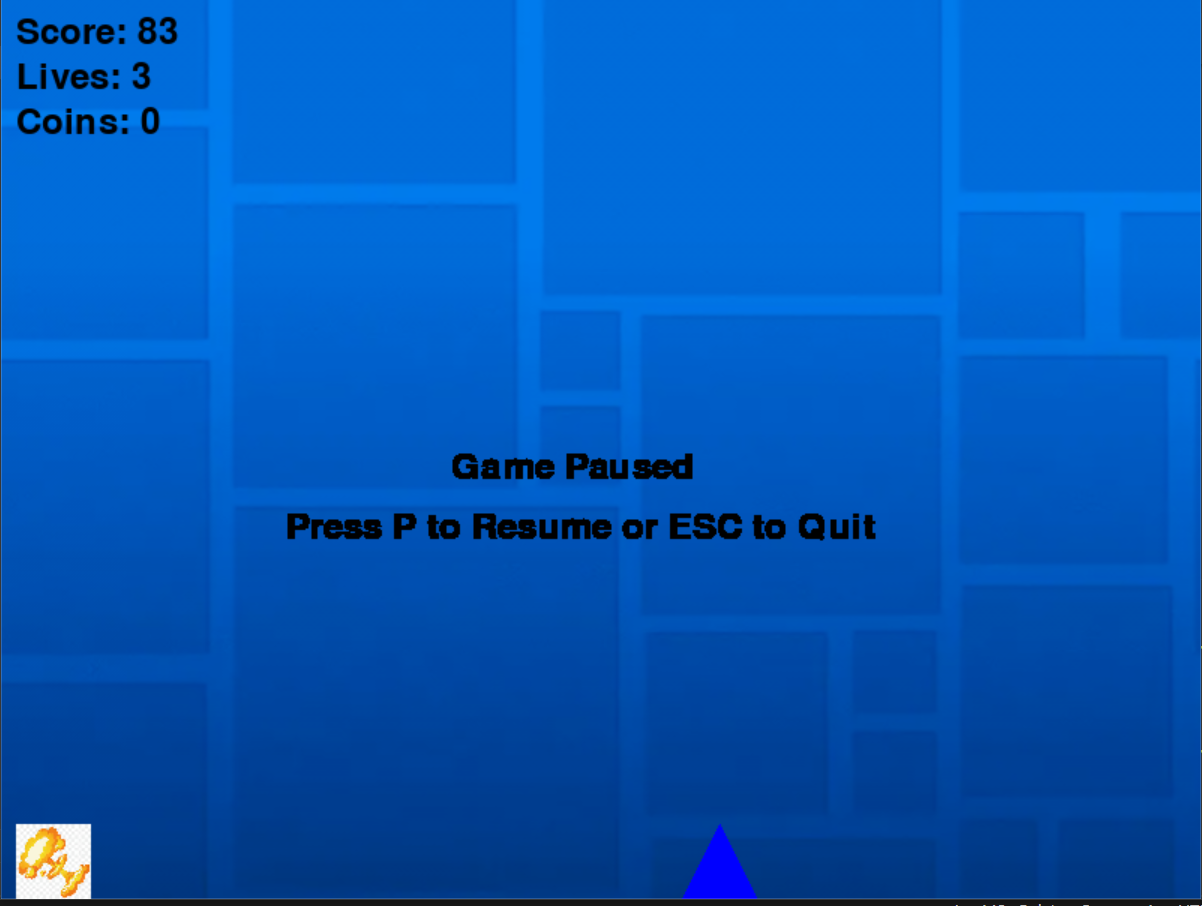 Score: 83
Lives: 3
Coins: 0
Game Paused
Press P to Resume or ESC to Quit